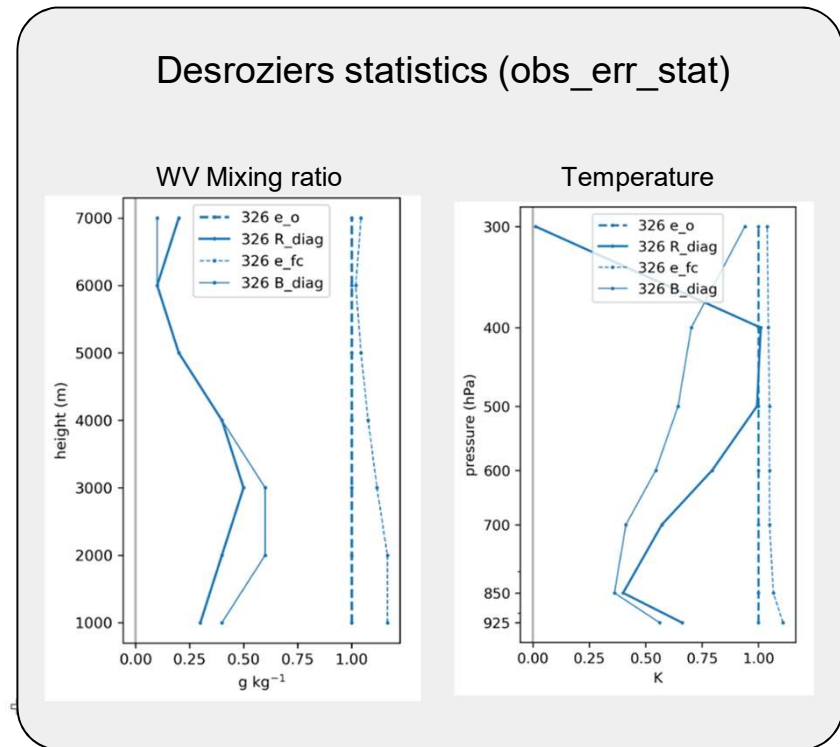 Desroziers statistics (obs_err_stat)
WV Mixing ratio
7000
6000
5000
4000
3000
2000
1000
height (m)
326 e_o
326 R_diag
326 e_fc
326 B_diag
0.00 0.25 0.50 0.75 1.00
g kg⁻¹
Temperature
300
400
500
600
700
850
925
pressure (hPa)
326 e_o
326 R_diag
326 e_fc
326 B_diag
0.00 0.25 0.50 0.75 1.00
K